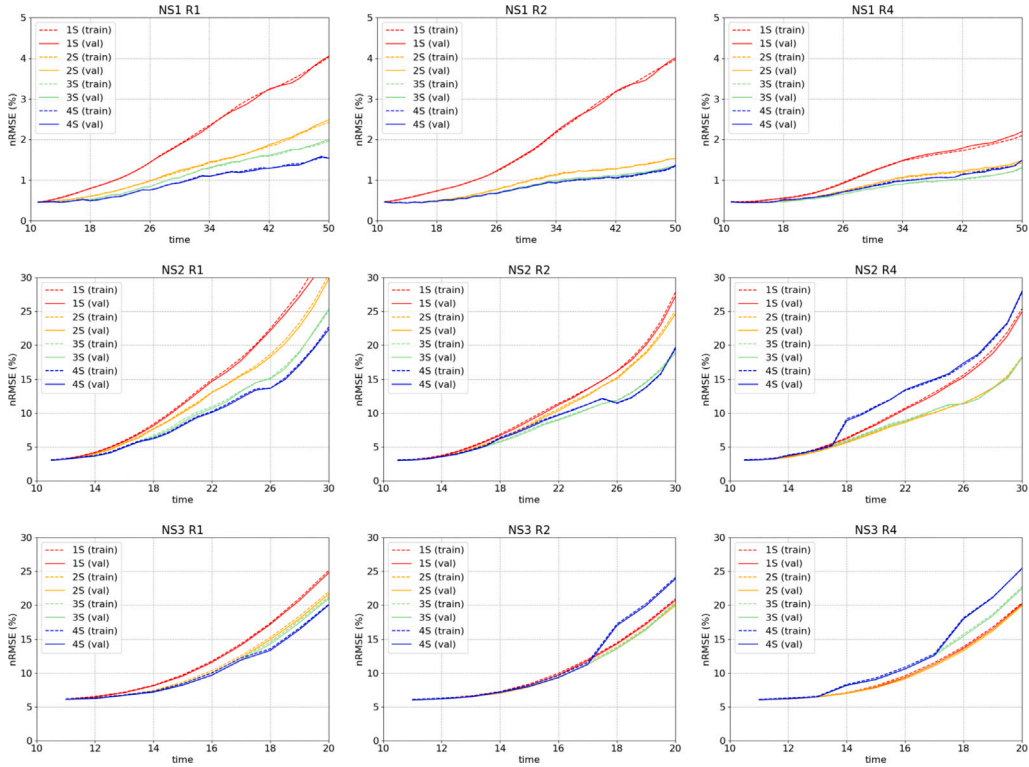 NS1 R1
5
4
3
2
1
0
nRMSE (%)
1S (train)
1S (val)
2S (train)
2S (val)
3S (train)
3S (val)
4S (train)
4S (val)
10 18 26 34 42 50
time
NS1 R2
5
4
3
2
1
0
nRMSE (%)
1S (train)
1S (val)
2S (train)
2S (val)
3S (train)
3S (val)
4S (train)
4S (val)
10 18 26 34 42 50
time
NS1 R4
5
4
3
2
1
0
nRMSE (%)
1S (train)
1S (val)
2S (train)
2S (val)
3S (train)
3S (val)
4S (train)
4S (val)
10 18 26 34 42 50
time
NS2 R1
30
25
20
15
10
5
0
nRMSE (%)
1S (train)
1S (val)
2S (train)
2S (val)
3S (train)
3S (val)
4S (train)
4S (val)
10 14 18 22 26 30
time
NS2 R2
30
25
20
15
10
5
0
nRMSE (%)
1S (train)
1S (val)
2S (train)
2S (val)
3S (train)
3S (val)
4S (train)
4S (val)
10 14 18 22 26 30
time
NS2 R4
30
25
20
15
10
5
0
nRMSE (%)
1S (train)
1S (val)
2S (train)
2S (val)
3S (train)
3S (val)
4S (train)
4S (val)
10 14 18 22 26 30
time
NS3 R1
30
25
20
15
10
5
0
nRMSE (%)
1S (train)
1S (val)
2S (train)
2S (val)
3S (train)
3S (val)
4S (train)
4S (val)
10 12 14 16 18 20
time
NS3 R2
30
25
20
15
10
5
0
nRMSE (%)
1S (train)
1S (val)
2S (train)
2S (val)
3S (train)
3S (val)
4S (train)
4S (val)
10 12 14 16 18 20
time
NS3 R4
30
25
20
15
10
5
0
nRMSE (%)
1S (train)
1S (val)
2S (train)
2S (val)
3S (train)
3S (val)
4S (train)
4S (val)
10 12 14 16 18 20
time